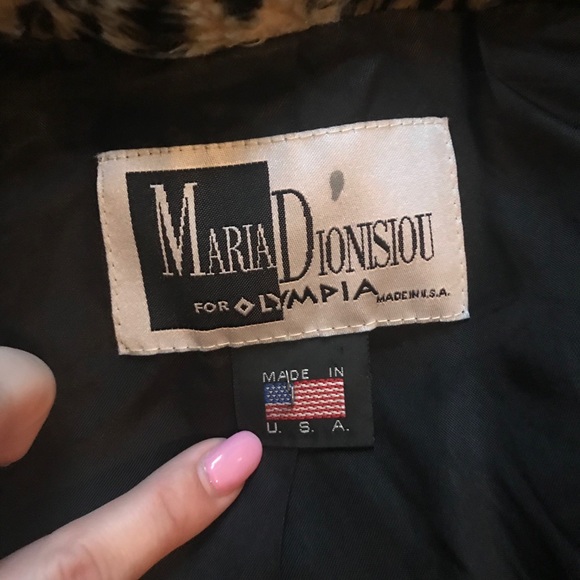 MARIA DIONISIOU
FOR OLYMPIA MADE IN U.S.A.
MADE IN
U. S. A.